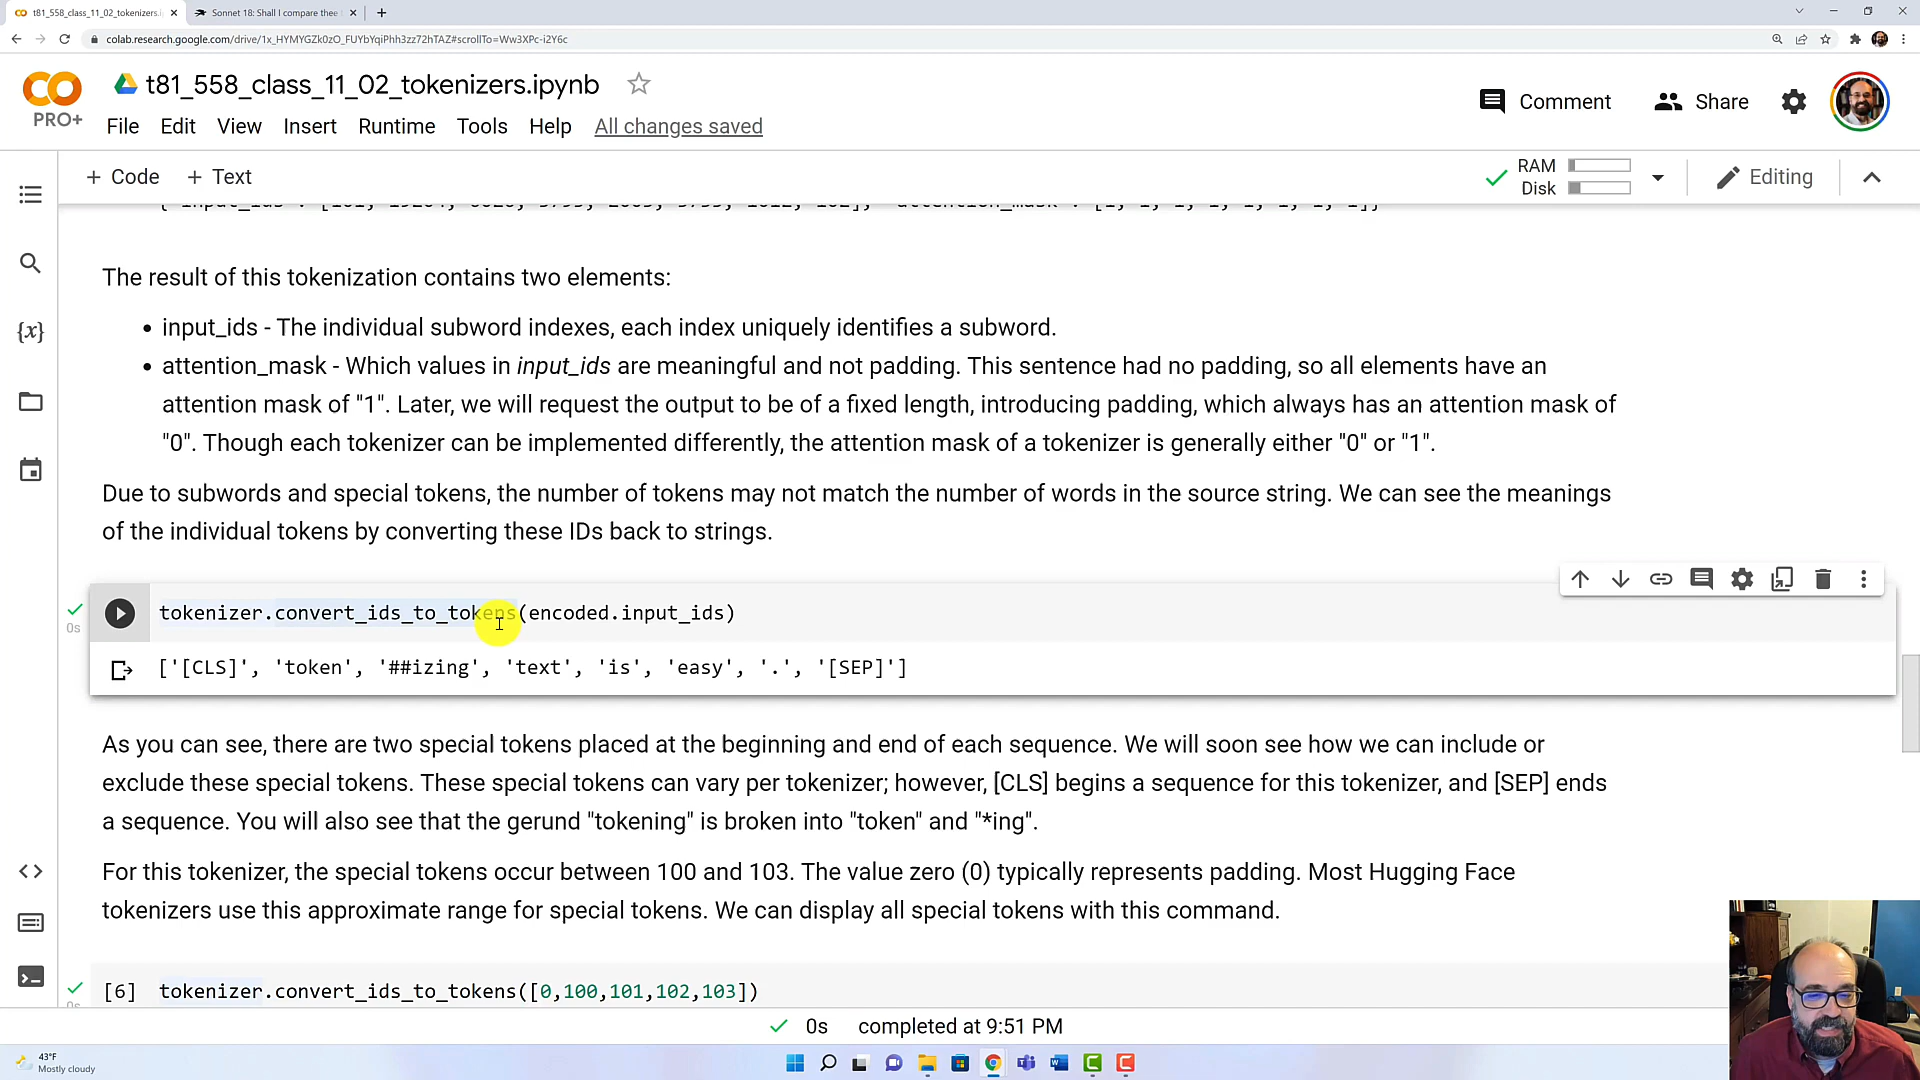 t81_558_class_11_02_tokenizers.i
Sonnet 18: Shall I compare thee
colab.research.google.com/drive/1x_HYMYGZk0zO_FUYbYqiPhh3zz72hTAZ#scrollTo=Ww3XPc-i2Y6c
t81_558_class_11_02_tokenizers.ipynb
Comment
Share
PRO+
File Edit View Insert Runtime Tools Help All changes saved
+ Code + Text
RAM
Disk
Editing
The result of this tokenization contains two elements:
• input_ids - The individual subword indexes, each index uniquely identifies a subword.
• attention_mask - Which values in input_ids are meaningful and not padding. This sentence had no padding, so all elements have an
attention mask of "1". Later, we will request the output to be of a fixed length, introducing padding, which always has an attention mask of
"0". Though each tokenizer can be implemented differently, the attention mask of a tokenizer is generally either "0" or "1".
Due to subwords and special tokens, the number of tokens may not match the number of words in the source string. We can see the meanings
of the individual tokens by converting these IDs back to strings.
tokenizer.convert_ids_to_tokens(encoded.input_ids)
0s
['[CLS]', 'token', '##izing', 'text', 'is', 'easy', '.', '[SEP]']
As you can see, there are two special tokens placed at the beginning and end of each sequence. We will soon see how we can include or
exclude these special tokens. These special tokens can vary per tokenizer; however, [CLS] begins a sequence for this tokenizer, and [SEP] ends
a sequence. You will also see that the gerund "tokening" is broken into "token" and "*ing".
For this tokenizer, the special tokens occur between 100 and 103. The value zero (0) typically represents padding. Most Hugging Face
tokenizers use this approximate range for special tokens. We can display all special tokens with this command.
[6] tokenizer.convert_ids_to_tokens([0,100,101,102,103])
0s completed at 9:51 PM
43°F
Mostly cloudy